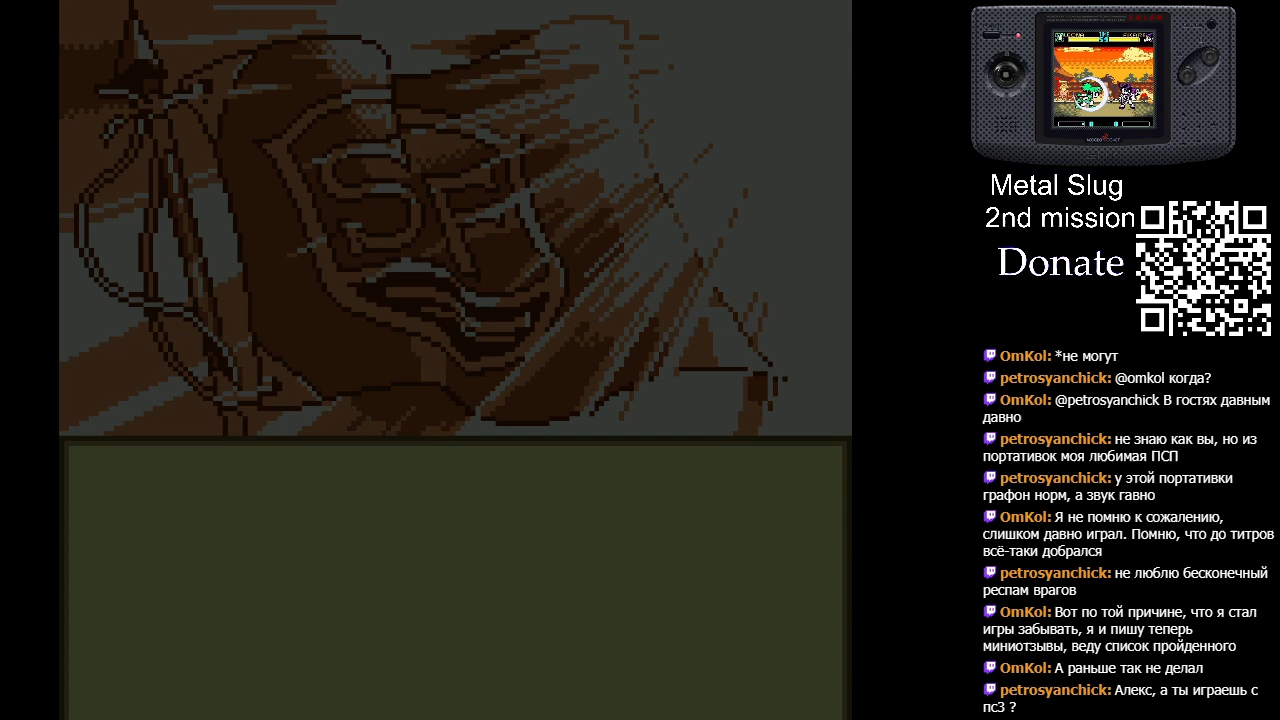 Metal Slug
2nd mission
Donate
OmKol: *не могут
petrosyanchick: @omkol когда?
OmKol: @petrosyanchick В гостях давным
давно
petrosyanchick: не знаю как вы, но из
портативок моя любимая ПСП
petrosyanchick: у этой портативки
графон норм, а звук гавно
OmKol: Я не помню к сожалению,
слишком давно играл. Помню, что до титров
всё-таки добрался
petrosyanchick: не люблю бесконечный
респам врагов
OmKol: Вот по той причине, что я стал
игры забывать, я и пишу теперь
миниотзывы, веду список пройденного
OmKol: А раньше так не делал
petrosyanchick: Алекс, а ты играешь с
пс3 ?